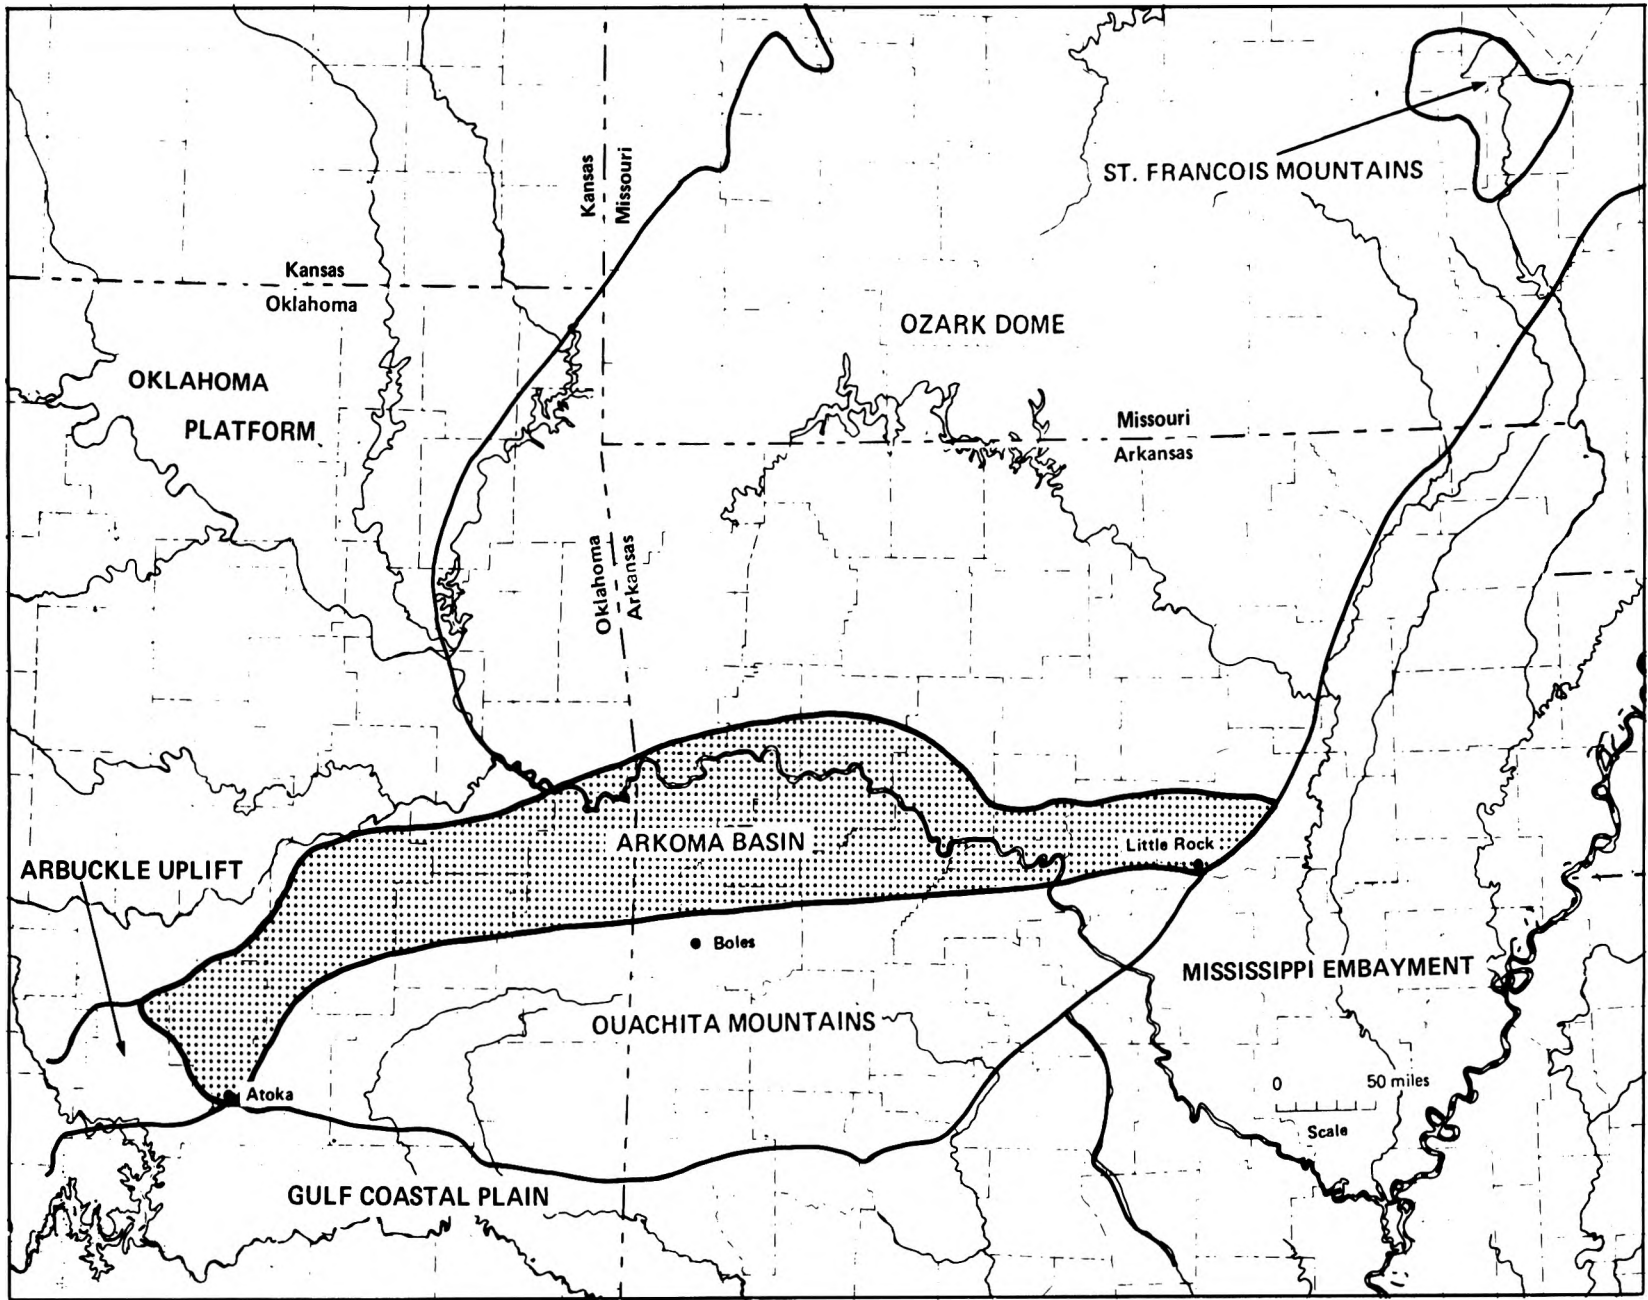 Kansas
Missouri
ST. FRANCOIS MOUNTAINS
Kansas
Oklahoma
OZARK DOME
OKLAHOMA
PLATFORM
Missouri
Arkansas
Oklahoma
Arkansas
ARKOMA BASIN
Little Rock
ARBUCKLE UPLIFT
Boles
MISSISSIPPI EMBAYMENT
OUACHITA MOUNTAINS
Atoka
0 50 miles
Scale
GULF COASTAL PLAIN